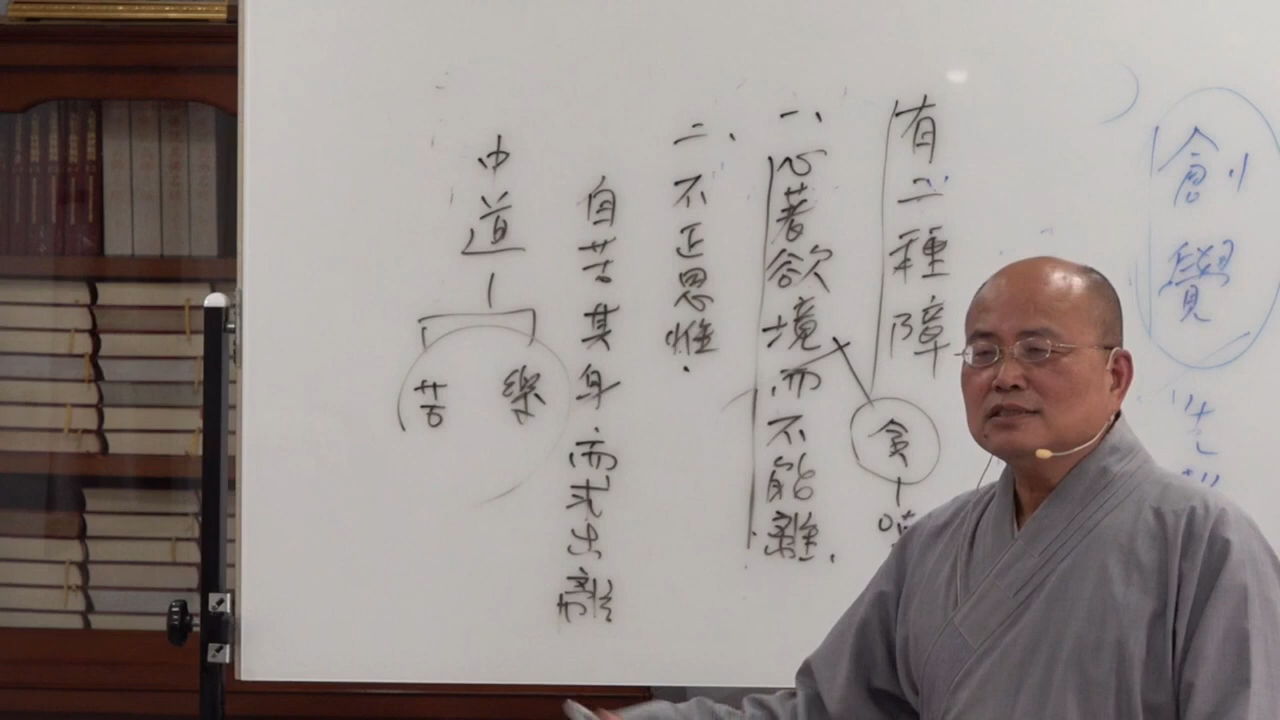 創覺
有二種障
貪
一、心著欲境而不能離.
二、不正思惟.
自苦其身而求出離
中道
樂
苦